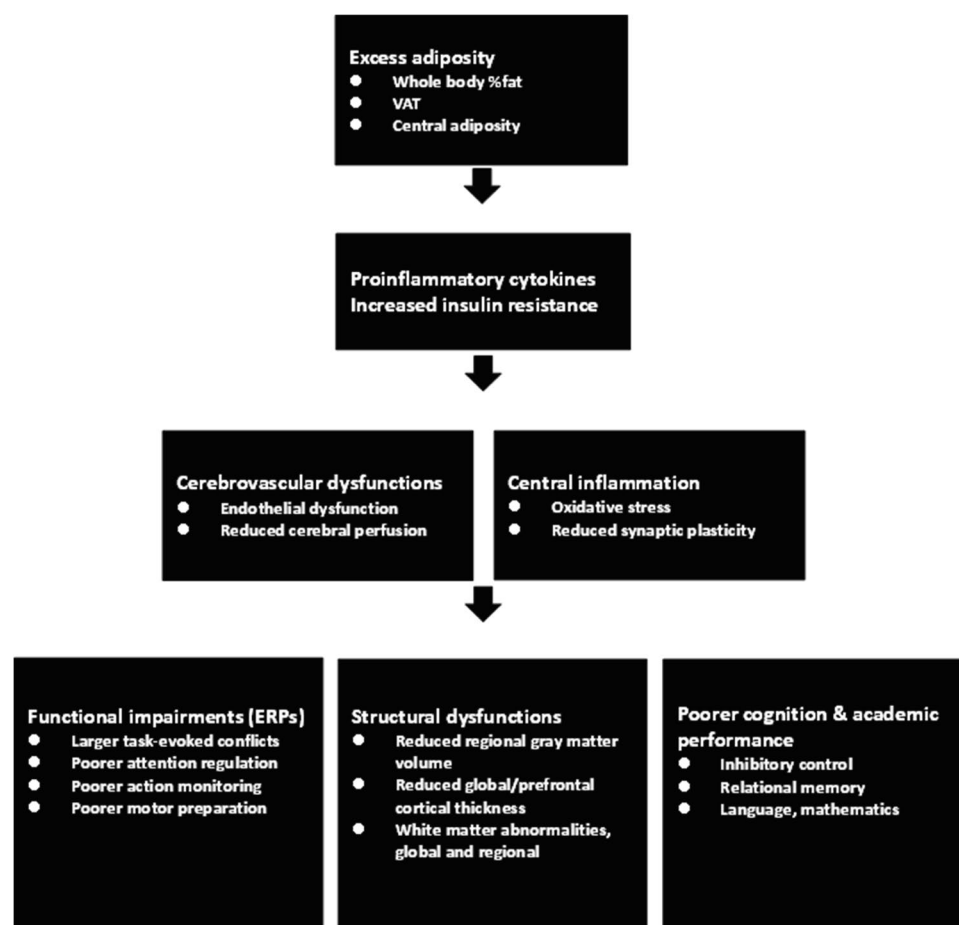 Excess adiposity
● Whole body %fat
● VAT
● Central adiposity
Proinflammatory cytokines
Increased insulin resistance
Cerebrovascular dysfunctions
● Endothelial dysfunction
● Reduced cerebral perfusion
Central inflammation
● Oxidative stress
● Reduced synaptic plasticity
Functional impairments (ERPs)
● Larger task-evoked conflicts
● Poorer attention regulation
● Poorer action monitoring
● Poorer motor preparation
Structural dysfunctions
● Reduced regional gray matter
volume
● Reduced global/prefrontal
cortical thickness
● White matter abnormalities,
global and regional
Poorer cognition & academic
performance
● Inhibitory control
● Relational memory
● Language, mathematics